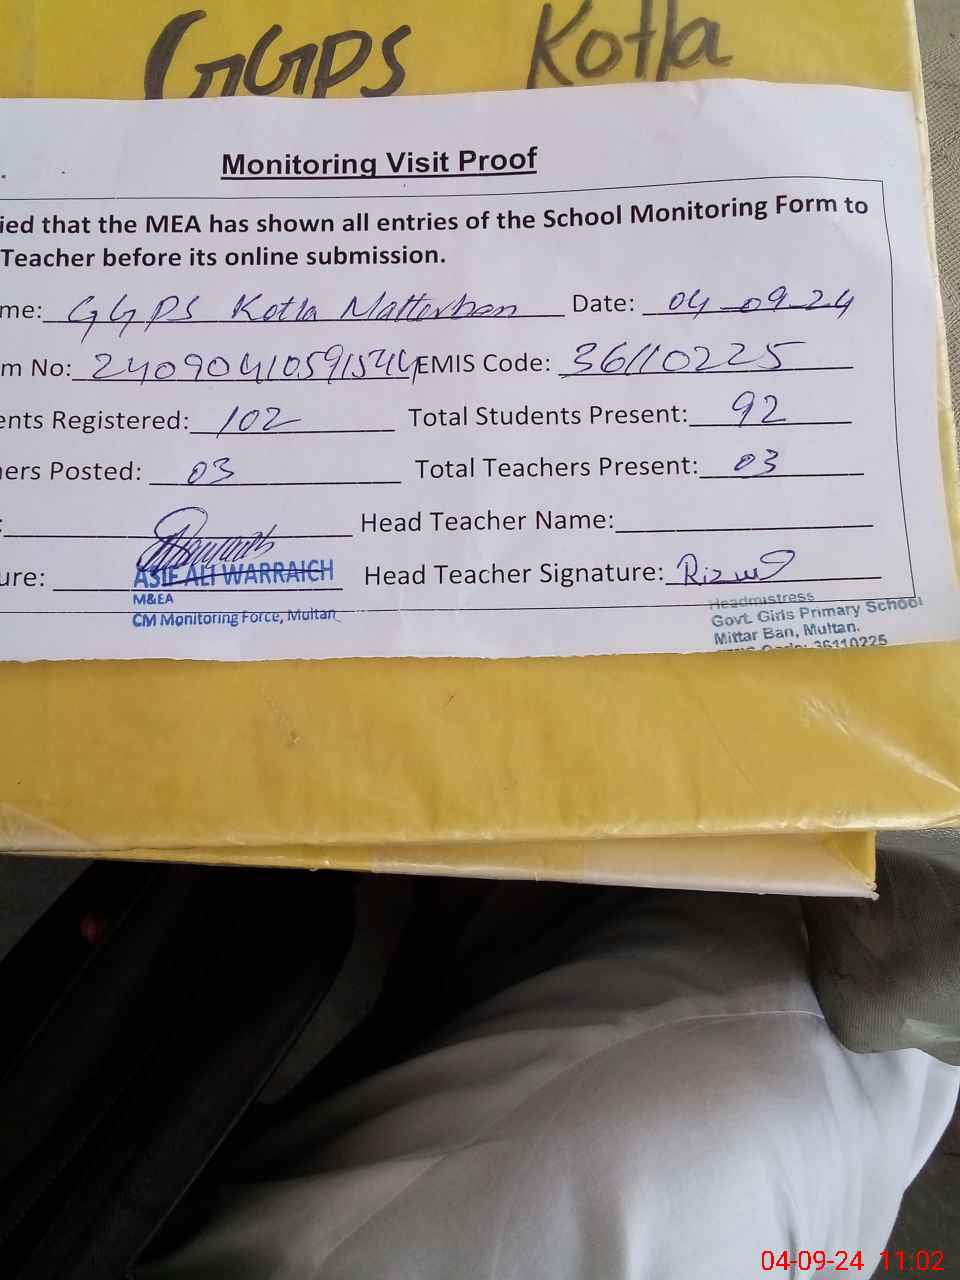 GGPS Kotla
Monitoring Visit Proof
ied that the MEA has shown all entries of the School Monitoring Form to
Teacher before its online submission.
me: GGPS Kotla Matterban Date: 04-09-24
m No: EMIS Code: 36110225
ents Registered: 102 Total Students Present: 92
ers Posted: 03 Total Teachers Present: 03
: Head Teacher Name:
ure: Head Teacher Signature: Rizw
ASIF ALI WARRAICH
M&EA
CM Monitoring Force, Multan
Headmistress
Govt. Girls Primary School
Mittar Ban, Multan.
Code: 36110225
04-09-24 11:02